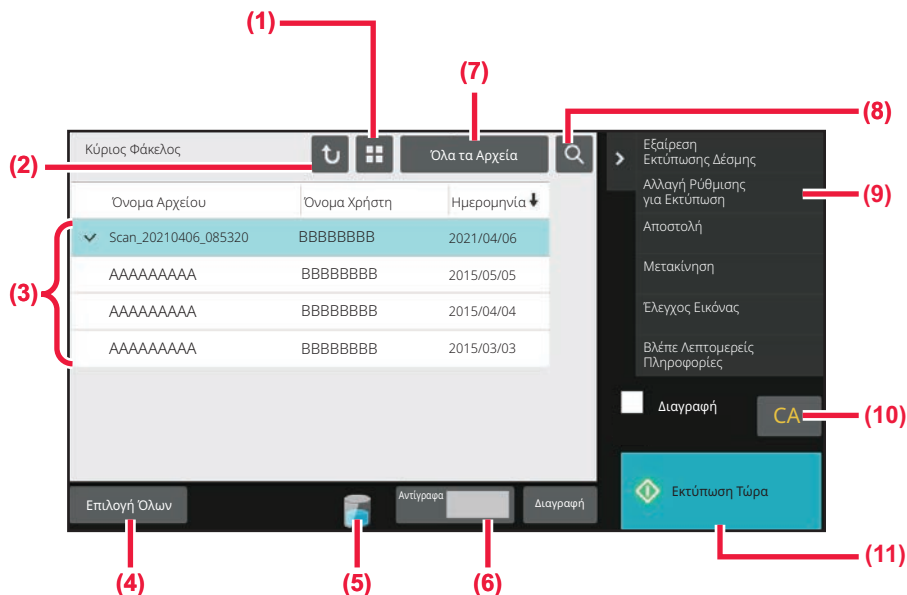 (1)
(7)
(8)
(2)
Κύριος Φάκελος
Όλα τα Αρχεία
Εξαίρεση
Εκτύπωσης Δέσμης
(9)
Αλλαγή Ρύθμισης
για Εκτύπωση
Όνομα Αρχείου Όνομα Χρήστη Ημερομηνία
Αποστολή
Scan_20210406_085320 BBBBBBBB 2021/04/06
Μετακίνηση
(3)
AAAAAAAAA BBBBBBBB 2015/05/05
AAAAAAAAA BBBBBBBB 2015/04/04
Έλεγχος Εικόνας
AAAAAAAAA BBBBBBBB 2015/03/03
Βλέπε Λεπτομερείς
Πληροφορίες
Διαγραφή
CA
(10)
Επιλογή Όλων
Αντίγραφα
Διαγραφή
Εκτύπωση Τώρα
(11)
(4)
(5)
(6)